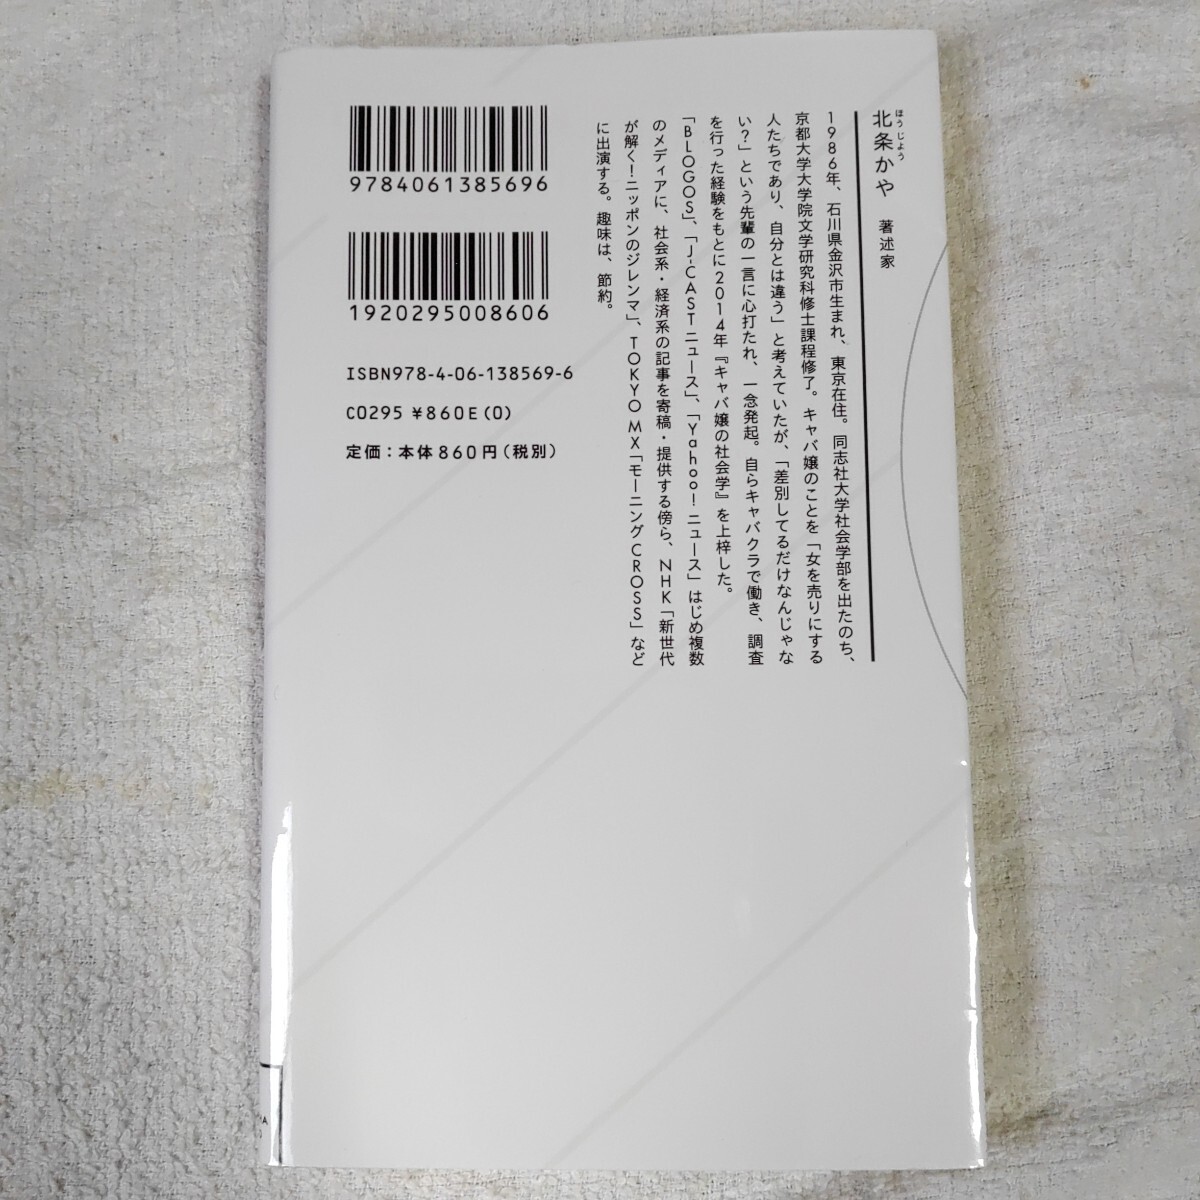 北条かや 著述家
ほうじょう
1986年、石川県金沢市生まれ、東京在住。同志社大学社会学部を出たのち、
京都大学大学院文学研究科修士課程修了。キャバ嬢のことを「女を売りにする
人たちであり、自分とは違う」と考えていたが、「差別してるだけなんじゃな
い?」という先輩の一言に心打たれ、一念発起。自らキャバクラで働き、調査
を行った経験をもとに2014年『キャバ嬢の社会学』を上梓した。
「BLOGOS」、「J-CASTニュース」、「Yahoo!ニュース」はじめ複数
のメディアに、社会系・経済系の記事を寄稿・提供する傍ら、NHK「新世代
が解く!ニッポンのジレンマ」、TOKYO MX「モーニングCROSS」など
に出演する。趣味は、節約。
9784061385696
1920295008606
ISBN978-4-06-138569-6
C0295 ¥860E(0)
定価:本体860円(税別)